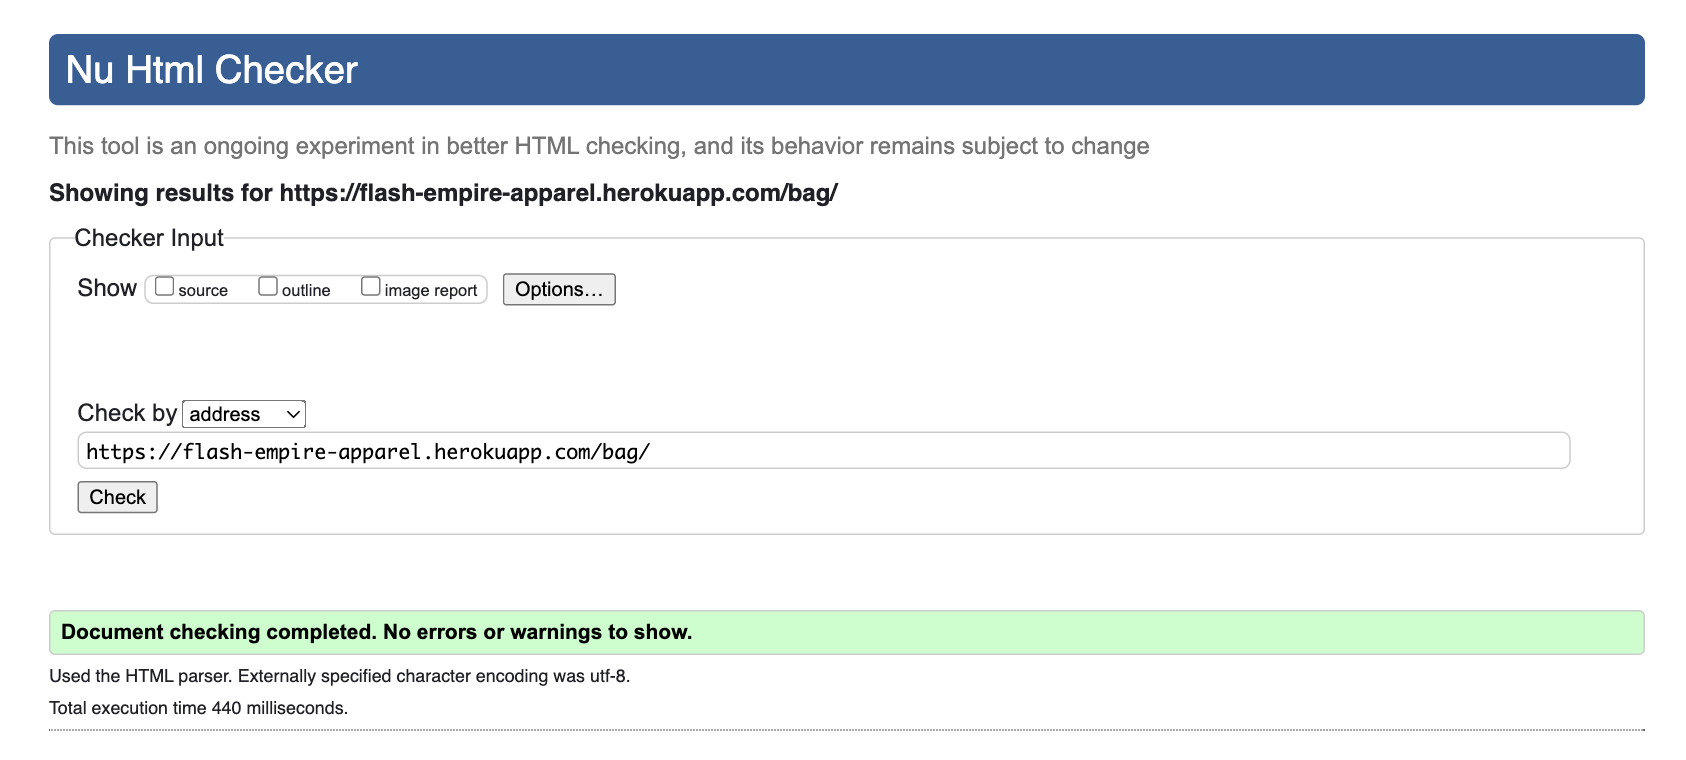 Nu Html Checker
This tool is an ongoing experiment in better HTML checking, and its behavior remains subject to change
Showing results for https://flash-empire-apparel.herokuapp.com/bag/
Checker Input
Show source outline image report Options...
Check by address
https://flash-empire-apparel.herokuapp.com/bag/
Check
Document checking completed. No errors or warnings to show.
Used the HTML parser. Externally specified character encoding was utf-8.
Total execution time 440 milliseconds.